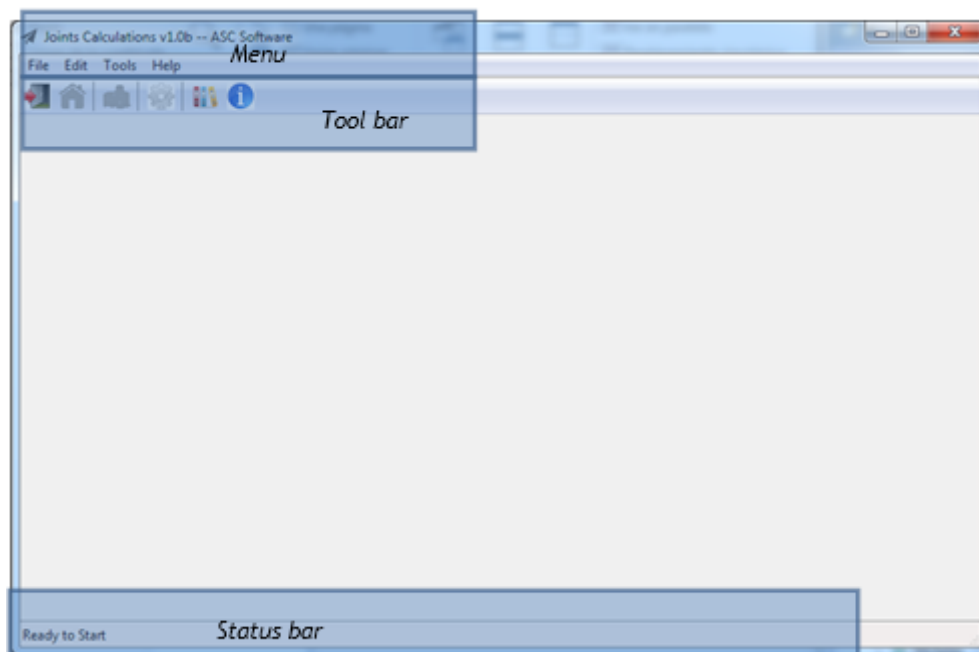 Joints Calculations v1.0b -- ASC Software
Menu
File Edit Tools Help
Tool bar
Ready to Start
Status bar